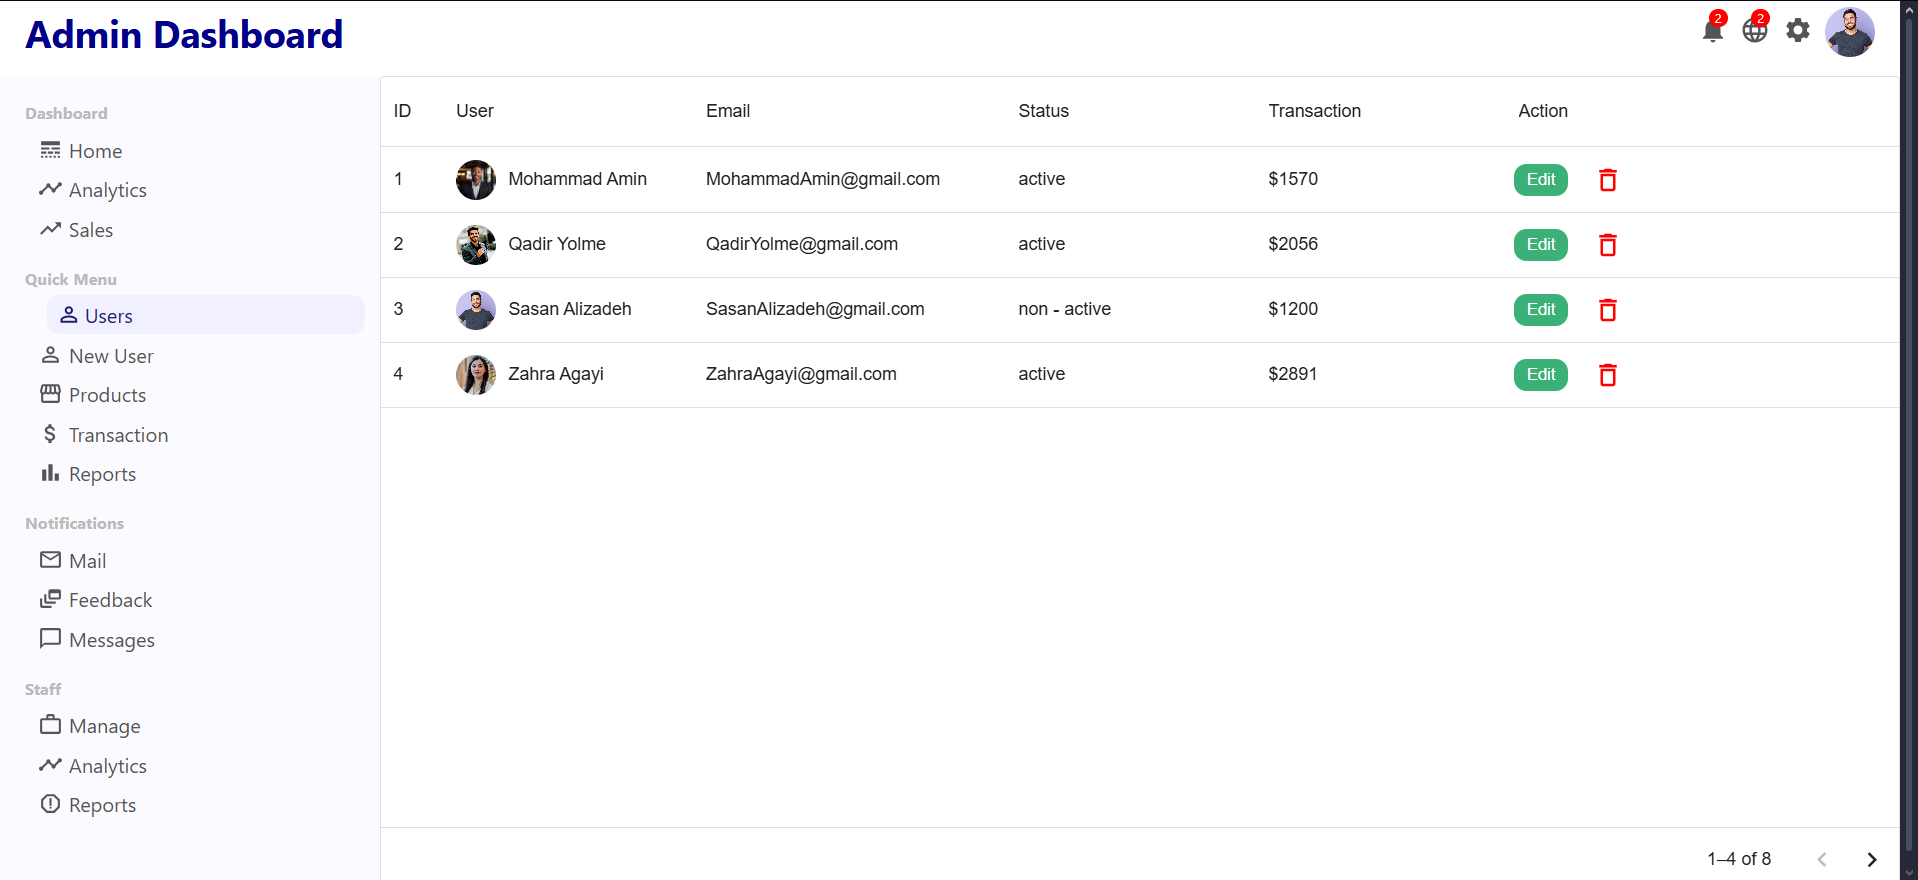 Admin Dashboard
2 2
Dashboard
Home
Analytics
Sales
Quick Menu
Users
New User
Products
Transaction
Reports
Notifications
Mail
Feedback
Messages
Staff
Manage
Analytics
Reports
ID User Email Status Transaction Action
1 Mohammad Amin MohammadAmin@gmail.com active $1570 Edit
2 Qadir Yolme QadirYolme@gmail.com active $2056 Edit
3 Sasan Alizadeh SasanAlizadeh@gmail.com non - active $1200 Edit
4 Zahra Agayi ZahraAgayi@gmail.com active $2891 Edit
1–4 of 8